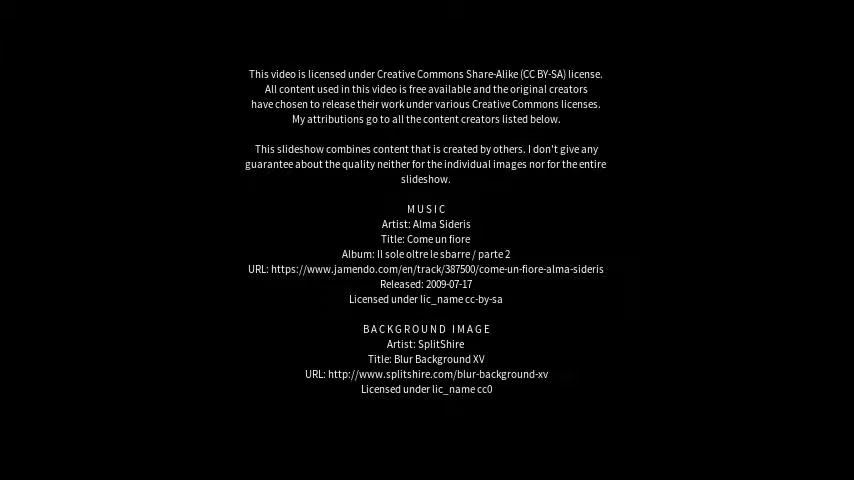 This video is licensed under Creative Commons Share-Alike (CC BY-SA) license.
All content used in this video is free available and the original creators
have chosen to release their work under various Creative Commons licenses.
My attributions go to all the content creators listed below.
This slideshow combines content that is created by others. I don't give any
guarantee about the quality neither for the individual images nor for the entire
slideshow.
MUSIC
Artist: Alma Sideris
Title: Come un fiore
Album: Il sole oltre le sbarre / parte 2
URL: https://www.jamendo.com/en/track/387500/come-un-fiore-alma-sideris
Released: 2009-07-17
Licensed under lic_name cc-by-sa
BACKGROUND IMAGE
Artist: SplitShire
Title: Blur Background XV
URL: http://www.splitshire.com/blur-background-xv
Licensed under lic_name cc0